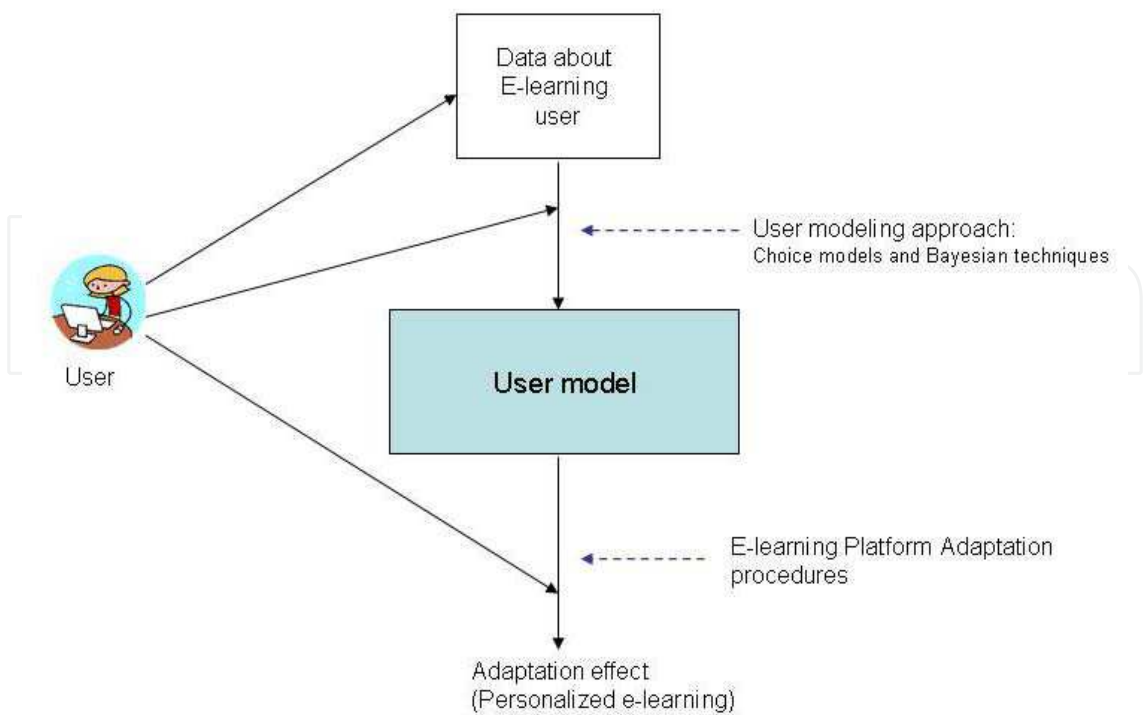 Data about
E-learning
user
User modeling approach:
Choice models and Bayesian techniques
User
User model
E-learning Platform Adaptation
procedures
Adaptation effect
(Personalized e-learning)